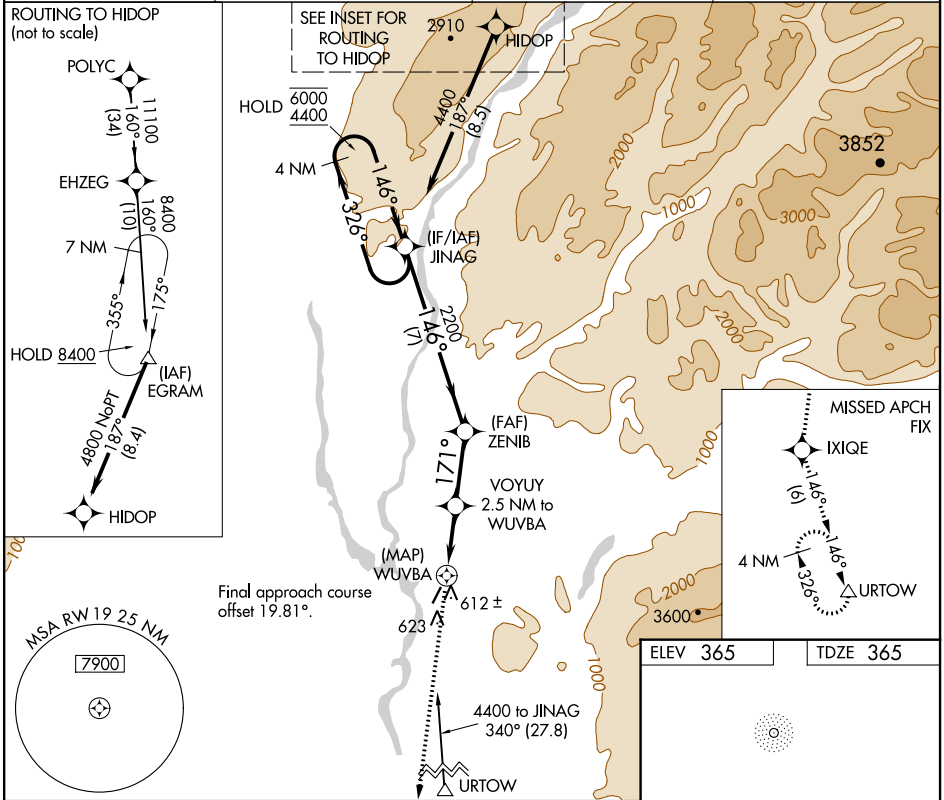 ROUTING TO HIDOP
(not to scale)
POLYC
11100
160°
(34)
EHZEG
8400
160°
(10)
7 NM
355°
175°
HOLD 8400
(IAF)
EGRAM
4800 NoPT
187°
(8.4)
HIDOP
SEE INSET FOR
ROUTING
TO HIDOP
2910
HIDOP
HOLD 6000
4400
4400
187°
(8.5)
4 NM
146°
326°
(IF/IAF)
JINAG
2200
146°
(7)
2000
3852
1000
3000
2000
1000
(FAF)
ZENIB
171°
VOYUY
2.5 NM to
WUVBA
(MAP)
WUVBA
612 ±
623
Final approach course
offset 19.81°.
100
MSA RW 19 25 NM
7900
4400 to JINAG
340° (27.8)
URTOW
2000
3600
1000
MISSED APCH
FIX
IXIQE
146°
(6)
4 NM
146°
326°
URTOW
ELEV 365
TDZE 365